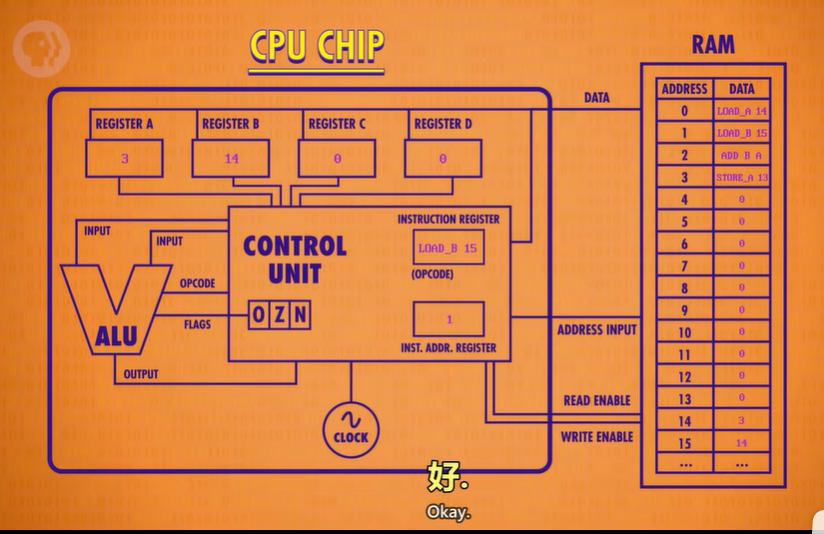 CPU CHIP
RAM
REGISTER A
REGISTER B
REGISTER C
REGISTER D
3
14
0
0
DATA
ADDRESS DATA
0 LOAD_A 14
1 LOAD_B 15
2 ADD B A
3 STORE_A 13
4 0
5 0
6 0
7 0
8 0
9 0
10 0
11 0
12 0
13 0
14 3
15 14
... ...
INPUT
INPUT
CONTROL
UNIT
INSTRUCTION REGISTER
LOAD_B 15
(OPCODE)
OPCODE
ALU
FLAGS
O Z N
1
INST. ADDR. REGISTER
ADDRESS INPUT
OUTPUT
CLOCK
READ ENABLE
WRITE ENABLE
好.
Okay.